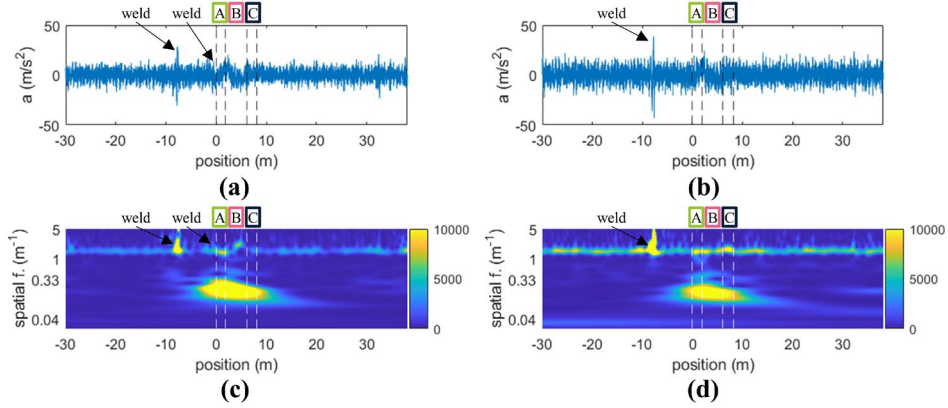 weld weld A B C
50
0
-50
a (m/s²)
-30 -20 -10 0 10 20 30
position (m)
(a)
weld A B C
50
0
-50
a (m/s²)
-30 -20 -10 0 10 20 30
position (m)
(b)
weld weld A B C
5
1
0.33
0.04
spatial f. (m⁻¹)
10000
5000
0
-30 -20 -10 0 10 20 30
position (m)
(c)
weld A B C
5
1
0.33
0.04
spatial f. (m⁻¹)
10000
5000
0
-30 -20 -10 0 10 20 30
position (m)
(d)